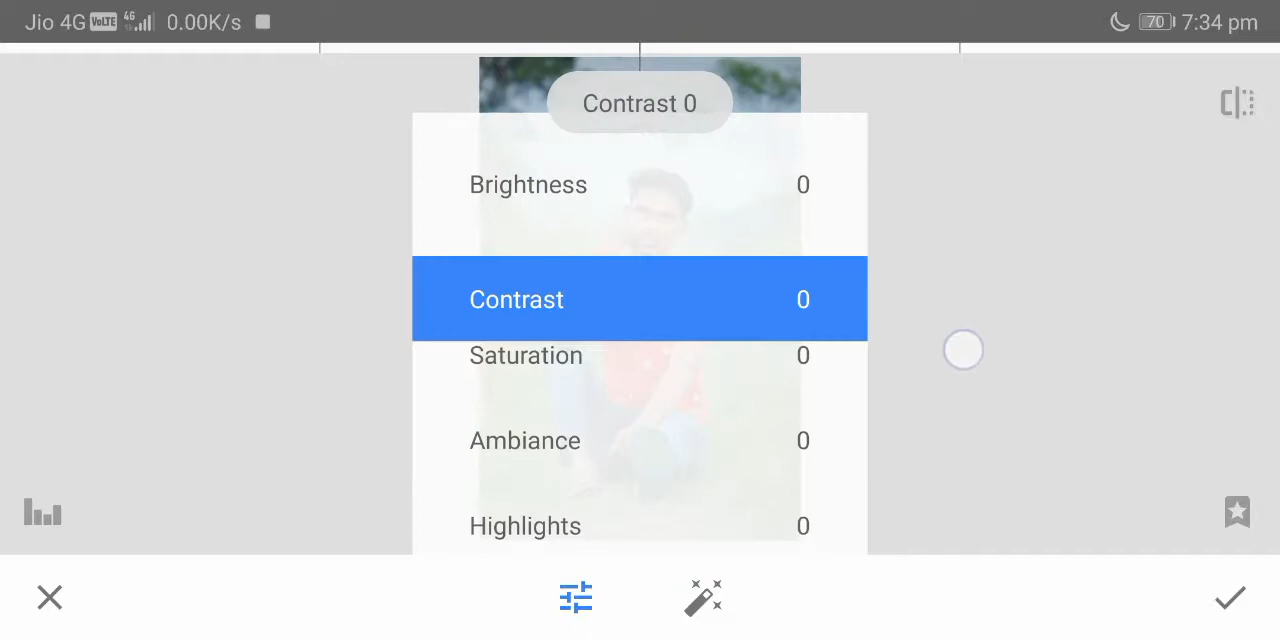 Jio 4G VoLTE 4G 0.00K/s 70 7:34 pm
Contrast 0
Brightness 0
Contrast 0
Saturation 0
Ambiance 0
Highlights 0